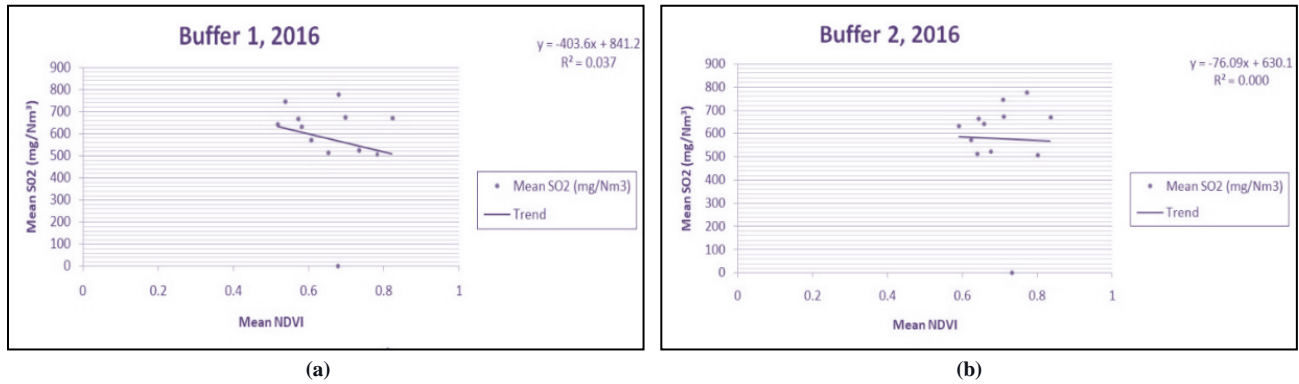 Buffer 1, 2016
y = -403.6x + 841.2
R² = 0.037
Mean SO2 (mg/Nm³)
900
800
700
600
500
400
300
200
100
0
0 0.2 0.4 0.6 0.8 1
Mean NDVI
Mean SO2 (mg/Nm3)
Trend
(a)
Buffer 2, 2016
y = -76.09x + 630.1
R² = 0.000
Mean SO2 (mg/Nm³)
900
800
700
600
500
400
300
200
100
0
0 0.2 0.4 0.6 0.8 1
Mean NDVI
Mean SO2 (mg/Nm3)
Trend
(b)